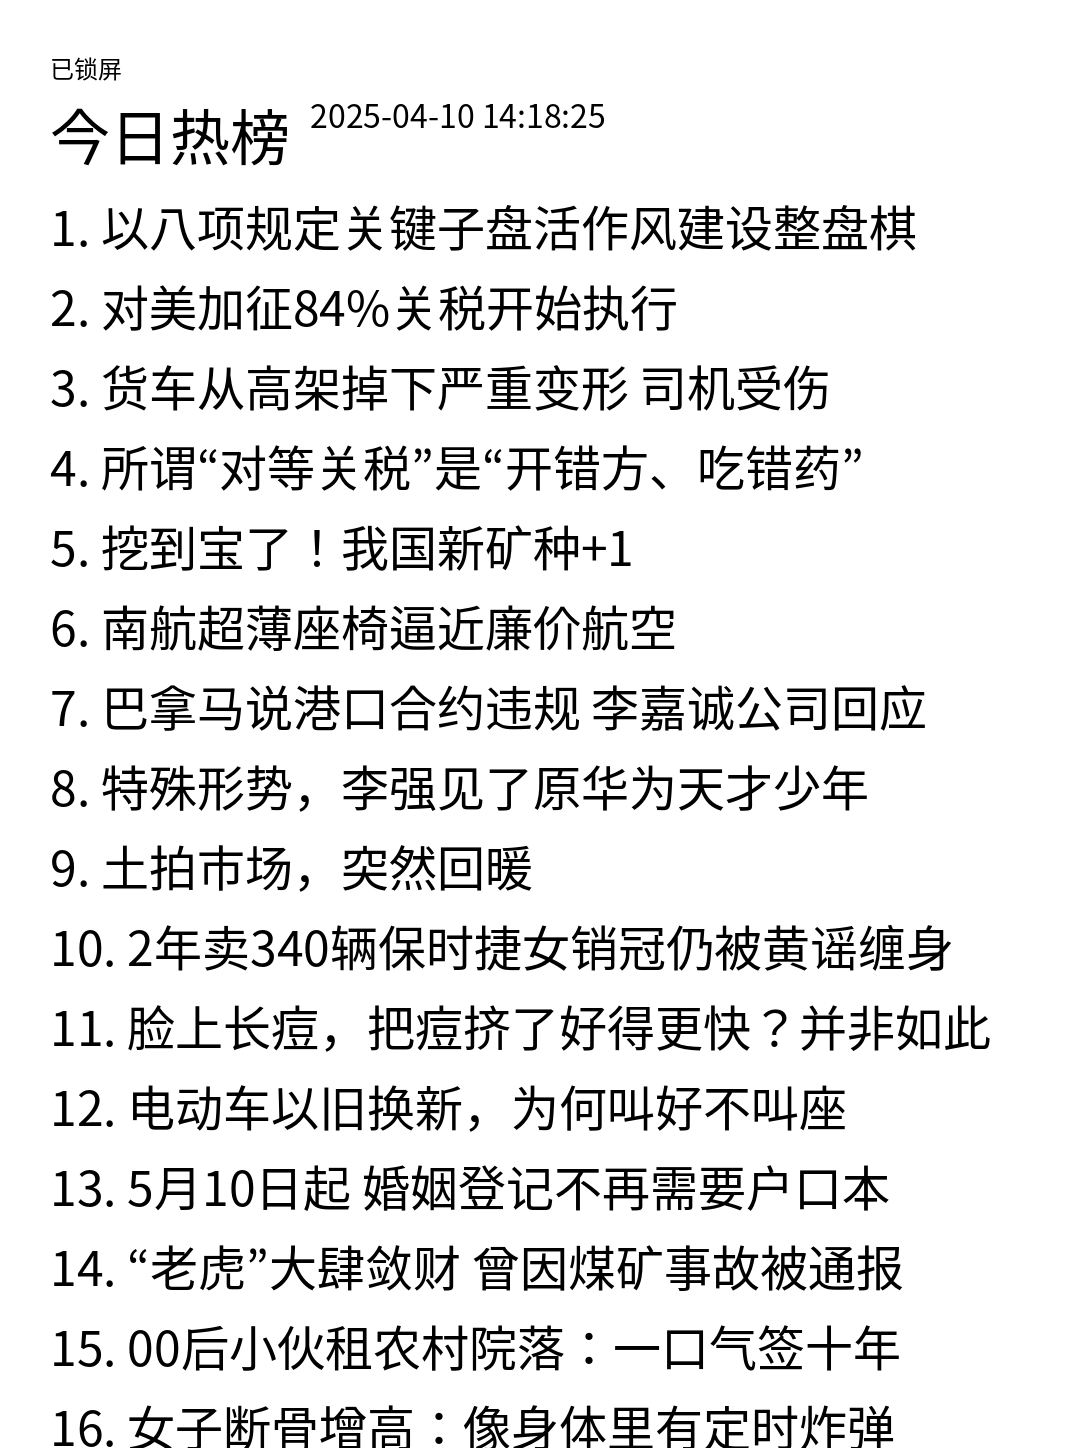 已锁屏
今日热榜 2025-04-10 14:18:25
1. 以八项规定关键子盘活作风建设整盘棋
2. 对美加征84%关税开始执行
3. 货车从高架掉下严重变形 司机受伤
4. 所谓“对等关税”是“开错方、吃错药”
5. 挖到宝了！我国新矿种+1
6. 南航超薄座椅逼近廉价航空
7. 巴拿马说港口合约违规 李嘉诚公司回应
8. 特殊形势，李强见了原华为天才少年
9. 土拍市场，突然回暖
10. 2年卖340辆保时捷女销冠仍被黄谣缠身
11. 脸上长痘，把痘挤了好得更快？并非如此
12. 电动车以旧换新，为何叫好不叫座
13. 5月10日起 婚姻登记不再需要户口本
14. “老虎”大肆敛财 曾因煤矿事故被通报
15. 00后小伙租农村院落：一口气签十年
16. 女子断骨增高：像身体里有定时炸弹